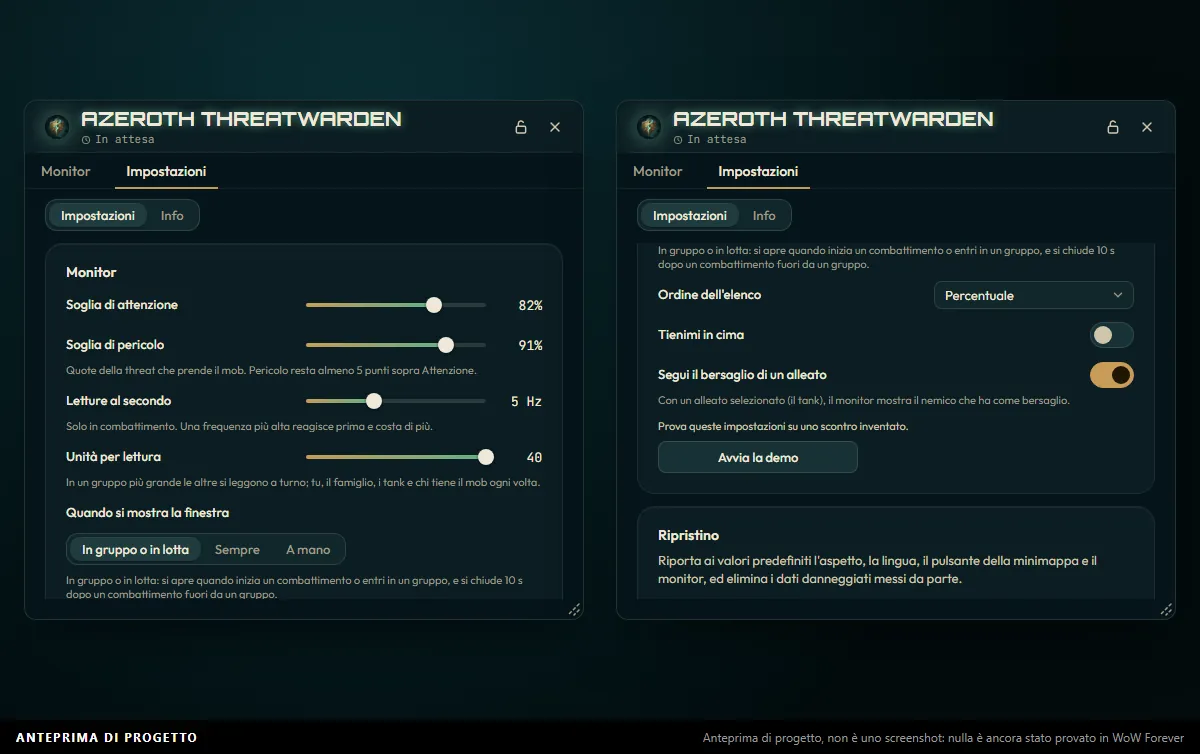 AZEROTH THREATWARDEN
In attesa
Monitor
Impostazioni
Impostazioni
Info
Monitor
Soglia di attenzione
82%
Soglia di pericolo
91%
Quote della threat che prende il mob. Pericolo resta almeno 5 punti sopra Attenzione.
Letture al secondo
5 Hz
Solo in combattimento. Una frequenza più alta reagisce prima e costa di più.
Unità per lettura
40
In un gruppo più grande le altre si leggono a turno; tu, il famiglio, i tank e chi tiene il mob ogni volta.
Quando si mostra la finestra
In gruppo o in lotta
Sempre
A mano
In gruppo o in lotta: si apre quando inizia un combattimento o entri in un gruppo, e si chiude 10 s
dopo un combattimento fuori da un gruppo.
AZEROTH THREATWARDEN
In attesa
Monitor
Impostazioni
Impostazioni
Info
In gruppo o in lotta: si apre quando inizia un combattimento o entri in un gruppo, e si chiude 10 s
dopo un combattimento fuori da un gruppo.
Ordine dell'elenco
Percentuale
Tienimi in cima
Segui il bersaglio di un alleato
Con un alleato selezionato (il tank), il monitor mostra il nemico che ha come bersaglio.
Prova queste impostazioni su uno scontro inventato.
Avvia la demo
Ripristino
Riporta ai valori predefiniti l'aspetto, la lingua, il pulsante della minimappa e il
monitor, ed elimina i dati danneggiati messi da parte.
ANTEPRIMA DI PROGETTO
Anteprima di progetto, non è uno screenshot: nulla è ancora stato provato in WoW Forever